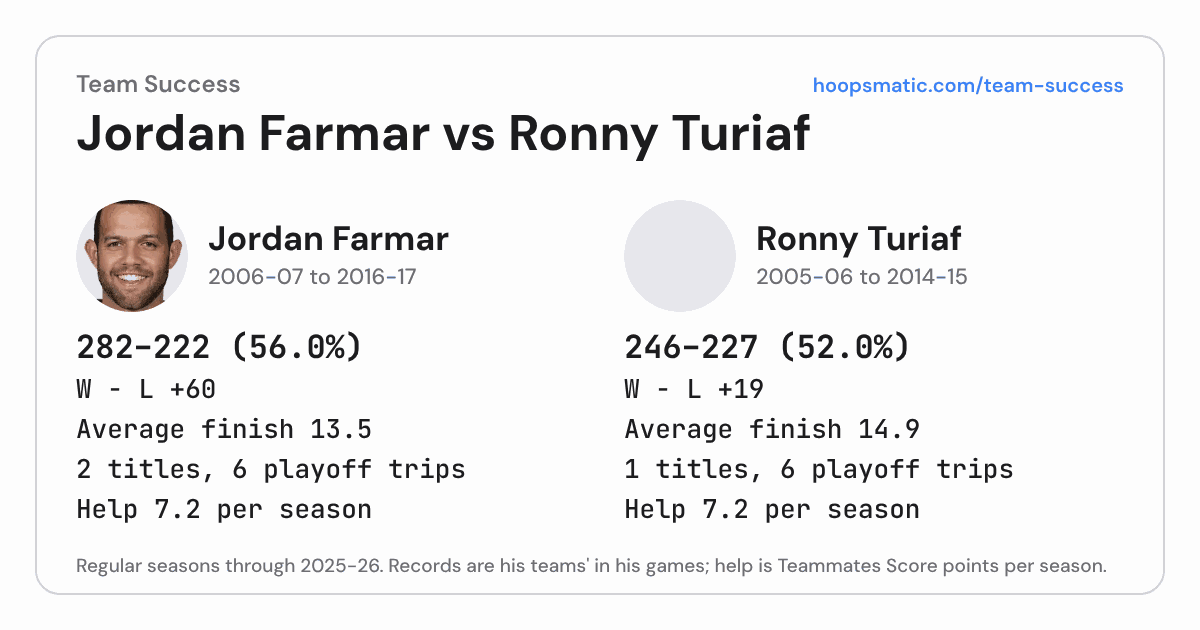 Team Success
hoopsmatic.com/team-success
Jordan Farmar vs Ronny Turiaf
Jordan Farmar
2006-07 to 2016-17
282-222 (56.0%)
W - L +60
Average finish 13.5
2 titles, 6 playoff trips
Help 7.2 per season
Ronny Turiaf
2005-06 to 2014-15
246-227 (52.0%)
W - L +19
Average finish 14.9
1 titles, 6 playoff trips
Help 7.2 per season
Regular seasons through 2025-26. Records are his teams' in his games; help is Teammates Score points per season.